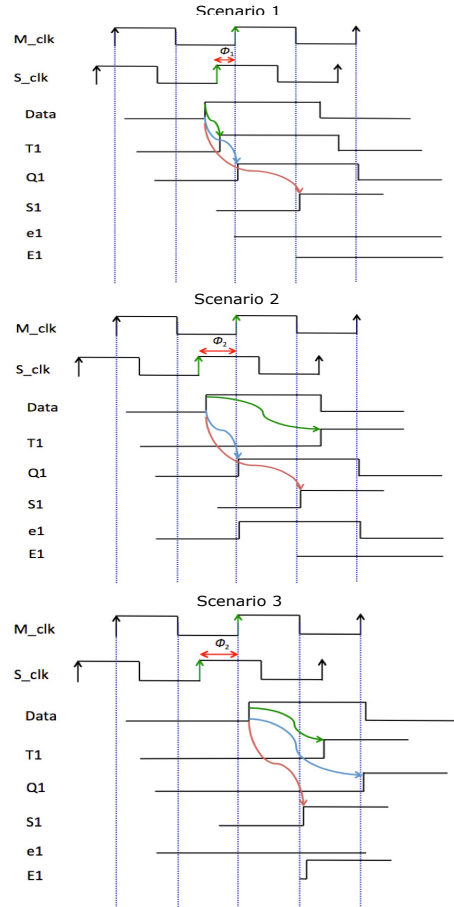 Scenario 1
M_clk
Φ1
S_clk
Data
T1
Q1
S1
e1
E1
Scenario 2
M_clk
Φ2
S_clk
Data
T1
Q1
S1
e1
E1
Scenario 3
M_clk
Φ2
S_clk
Data
T1
Q1
S1
e1
E1